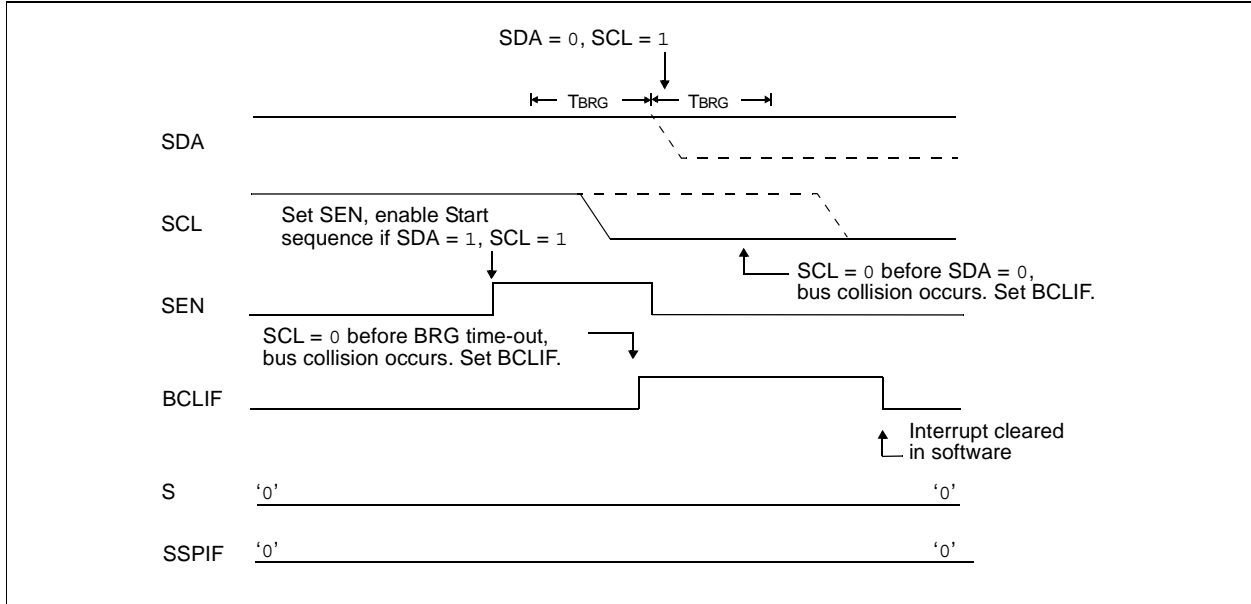 SDA = 0, SCL = 1
TBRG TBRG
SDA
SCL
Set SEN, enable Start
sequence if SDA = 1, SCL = 1
SCL = 0 before SDA = 0,
bus collision occurs. Set BCLIF.
SEN
SCL = 0 before BRG time-out,
bus collision occurs. Set BCLIF.
BCLIF
Interrupt cleared
in software
S ‘0’ ‘0’
SSPIF ‘0’ ‘0’